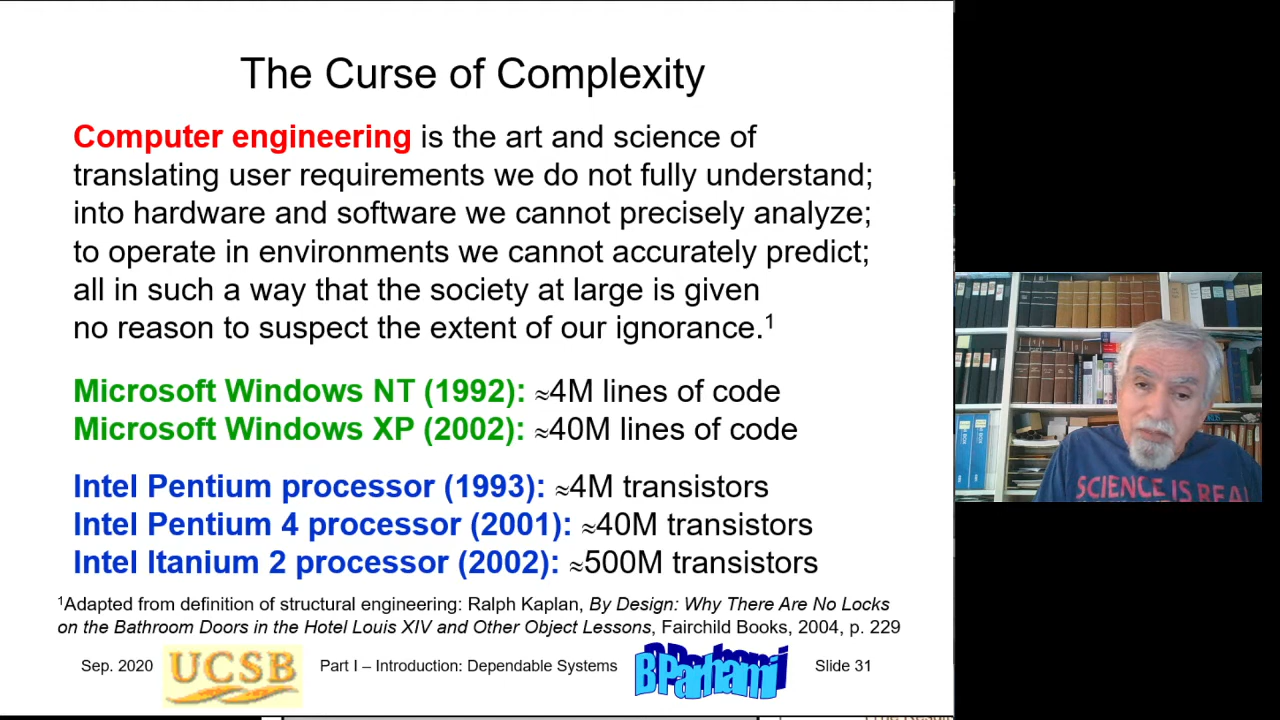 The Curse of Complexity
Computer engineering is the art and science of
translating user requirements we do not fully understand;
into hardware and software we cannot precisely analyze;
to operate in environments we cannot accurately predict;
all in such a way that the society at large is given
no reason to suspect the extent of our ignorance.¹
Microsoft Windows NT (1992): ≈4M lines of code
Microsoft Windows XP (2002): ≈40M lines of code
Intel Pentium processor (1993): ≈4M transistors
Intel Pentium 4 processor (2001): ≈40M transistors
Intel Itanium 2 processor (2002): ≈500M transistors
¹Adapted from definition of structural engineering: Ralph Kaplan, By Design: Why There Are No Locks
on the Bathroom Doors in the Hotel Louis XIV and Other Object Lessons, Fairchild Books, 2004, p. 229
Sep. 2020 UCSB Part I – Introduction: Dependable Systems B Parhami Slide 31
SCIENCE IS REAL